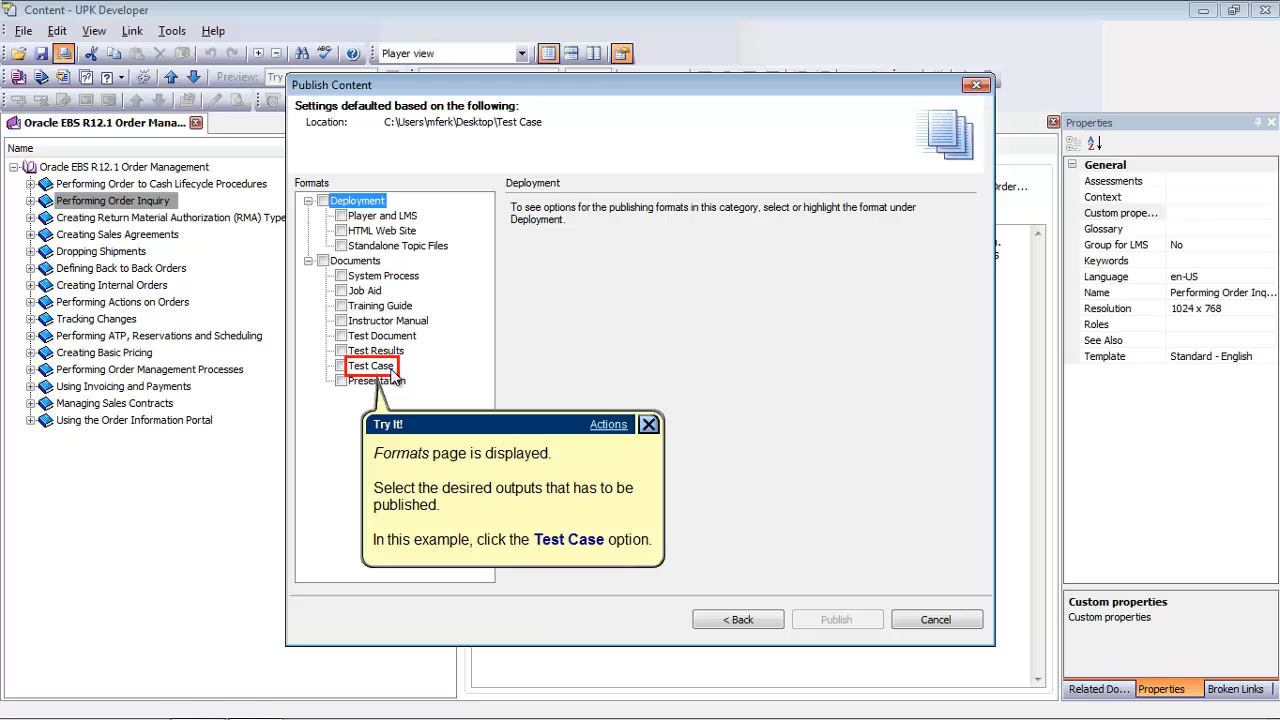 Content - UPK Developer
File Edit View Link Tools Help
Player view
Preview: Try
Oracle EBS R12.1 Order Mana...
Name
Oracle EBS R12.1 Order Management
Performing Order to Cash Lifecycle Procedures
Performing Order Inquiry
Creating Return Material Authorization (RMA) Type
Creating Sales Agreements
Dropping Shipments
Defining Back to Back Orders
Creating Internal Orders
Performing Actions on Orders
Tracking Changes
Performing ATP, Reservations and Scheduling
Creating Basic Pricing
Performing Order Management Processes
Using Invoicing and Payments
Managing Sales Contracts
Using the Order Information Portal
Publish Content
Settings defaulted based on the following:
Location: C:\Users\mferk\Desktop\Test Case
Formats
Deployment
Player and LMS
HTML Web Site
Standalone Topic Files
Documents
System Process
Job Aid
Training Guide
Instructor Manual
Test Document
Test Results
Test Case
Presentation
Deployment
To see options for the publishing formats in this category, select or highlight the format under
Deployment.
Try It! Actions
Formats page is displayed.
Select the desired outputs that has to be
published.
In this example, click the Test Case option.
< Back Publish Cancel
Order...
Properties
General
Assessments
Context
Custom prope...
Glossary
Group for LMS No
Keywords
Language en-US
Name Performing Order Inq...
Resolution 1024 x 768
Roles
See Also
Template Standard - English
Custom properties
Custom properties
Related Do... Properties Broken Links